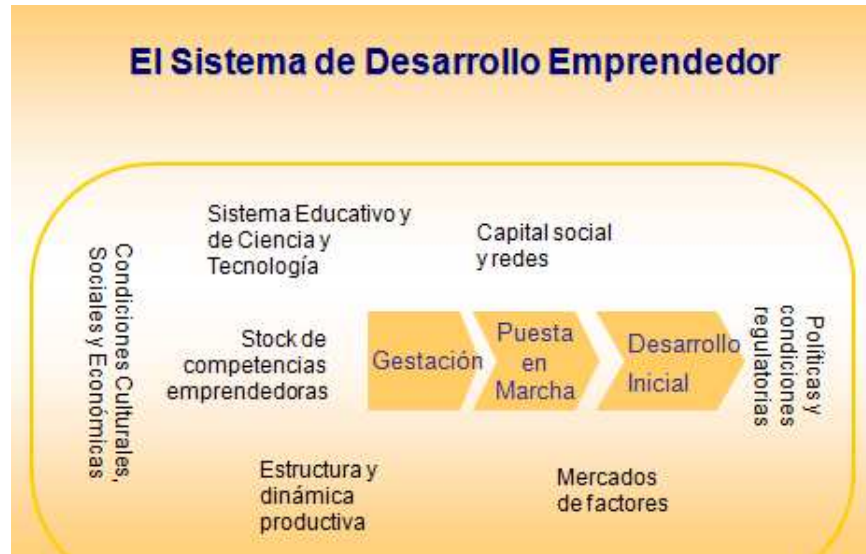 El Sistema de Desarrollo Emprendedor
Sistema Educativo y
de Ciencia y
Tecnología
Capital social
y redes
Condiciones Culturales,
Sociales y Económicas
Stock de
competencias
emprendedoras
Gestación
Puesta
en
Marcha
Desarrollo
Inicial
Políticas y
condiciones
regulatorias
Estructura y
dinámica
productiva
Mercados
de factores